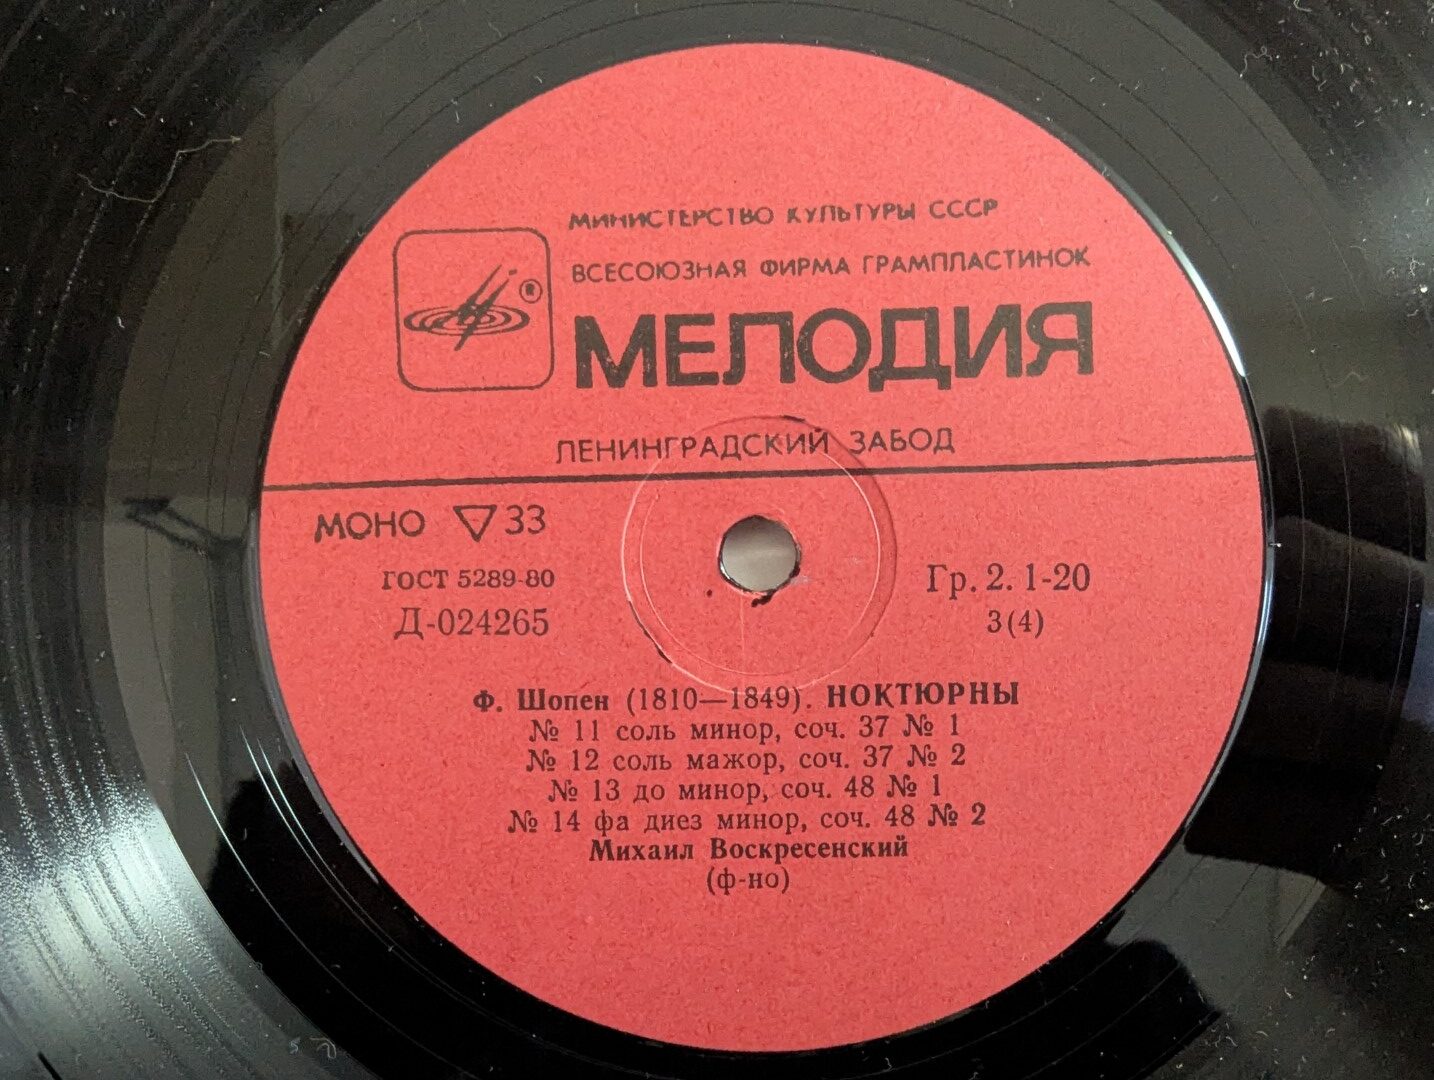 МИНИСТЕРСТВО КУЛЬТУРЫ СССР
ВСЕСОЮЗНАЯ ФИРМА ГРАМПЛАСТИНОК
®
МЕЛОДИЯ
ЛЕНИНГРАДСКИЙ ЗАВОД
МОНО ▽ 33
ГОСТ 5289-80
Д-024265
Гр. 2. 1-20
3(4)
Ф. Шопен (1810—1849). НОКТЮРНЫ
№ 11 соль минор, соч. 37 № 1
№ 12 соль мажор, соч. 37 № 2
№ 13 до минор, соч. 48 № 1
№ 14 фа диез минор, соч. 48 № 2
Михаил Воскресенский
(ф-но)